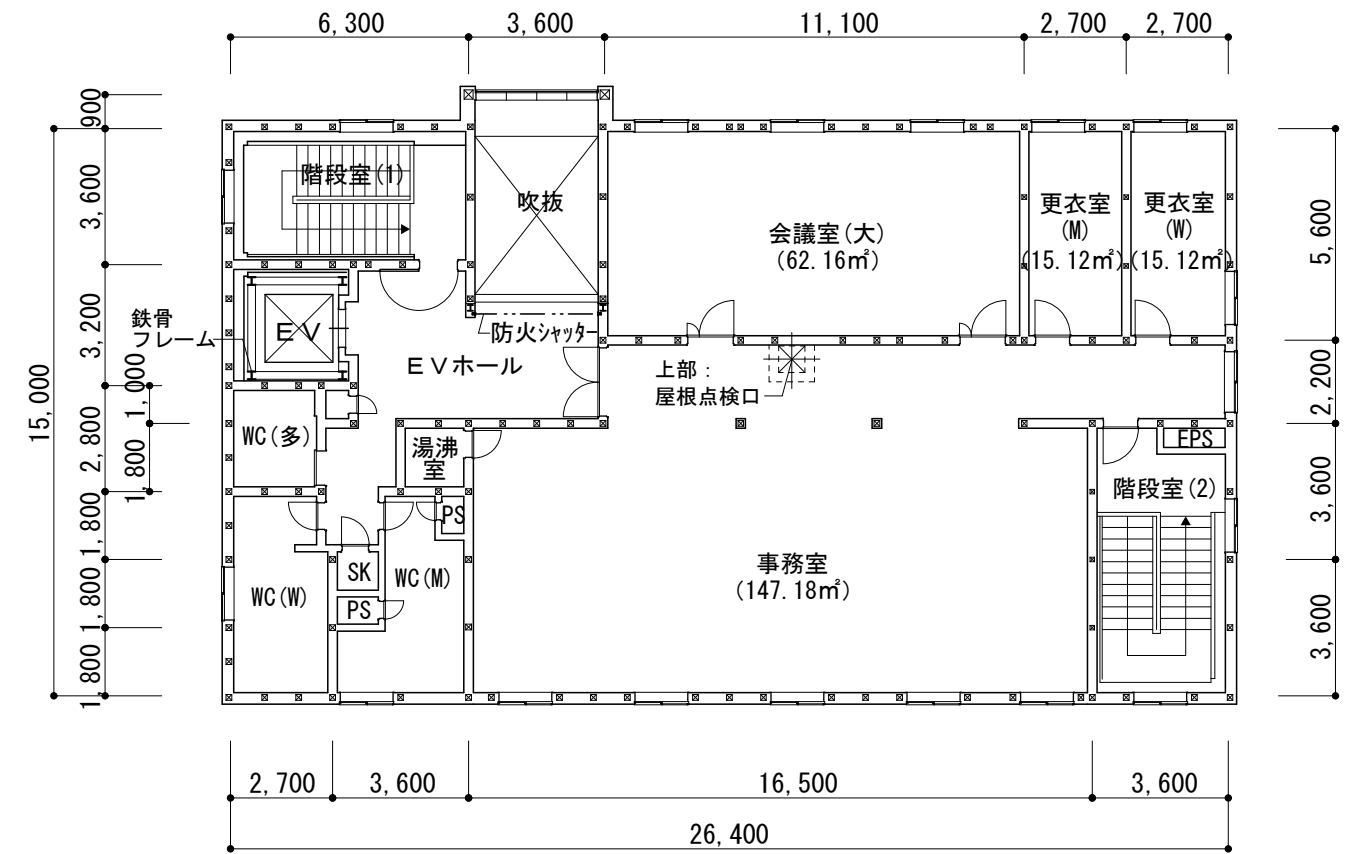 6,300
3,600
11,100
2,700
2,700
900
3,600
3,200
1,000
2,800
1,800
1,800
1,800
1,800
15,000
階段室(1)
吹抜
会議室(大)
(62.16㎡)
更衣室
(M)
(15.12㎡)
更衣室
(W)
(15.12㎡)
5,600
2,200
3,600
3,600
鉄骨
フレーム
EV
防火シャッター
EVホール
上部:
屋根点検口
WC(多)
湯沸
室
EPS
階段室(2)
PS
SK
WC(M)
PS
WC(W)
事務室
(147.18㎡)
2,700
3,600
16,500
3,600
26,400